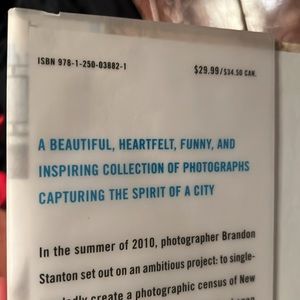 ISBN 978-1-250-03882-1
$29.99/$34.50 CAN.
A BEAUTIFUL, HEARTFELT, FUNNY, AND
INSPIRING COLLECTION OF PHOTOGRAPHS
CAPTURING THE SPIRIT OF A CITY
In the summer of 2010, photographer Brandon
Stanton set out on an ambitious project: to single-
create a photographic census of New